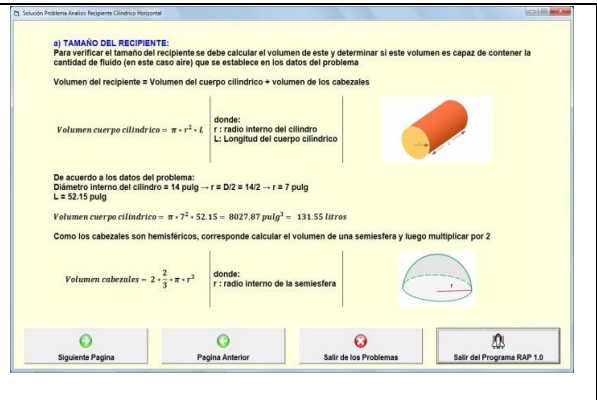 Solución Problema Analisis Recipiente Cilindrico Horizontal
a) TAMAÑO DEL RECIPIENTE:
Para verificar el tamaño del recipiente se debe calcular el volumen de este y determinar si este volumen es capaz de contener la
cantidad de fluido (en este caso aire) que se establece en los datos del problema
Volumen del recipiente = Volumen del cuerpo cilindrico + volumen de los cabezales
Volumen cuerpo cilindrico = π * r² * L
donde:
r : radio interno del cilindro
L: Longitud del cuerpo cilindrico
De acuerdo a los datos del problema:
Diámetro interno del cilindro = 14 pulg → r = D/2 = 14/2 → r = 7 pulg
L = 52.15 pulg
Volumen cuerpo cilindrico = π * 7² * 52.15 = 8027.87 pulg³ = 131.55 litros
Como los cabezales son hemisféricos, corresponde calcular el volumen de una semiesfera y luego multiplicar por 2
Volumen cabezales = 2 * 2/3 * π * r³
donde:
r : radio interno de la semiesfera
r
Siguiente Pagina
Pagina Anterior
Salir de los Problemas
Salir del Programa RAP 1.0